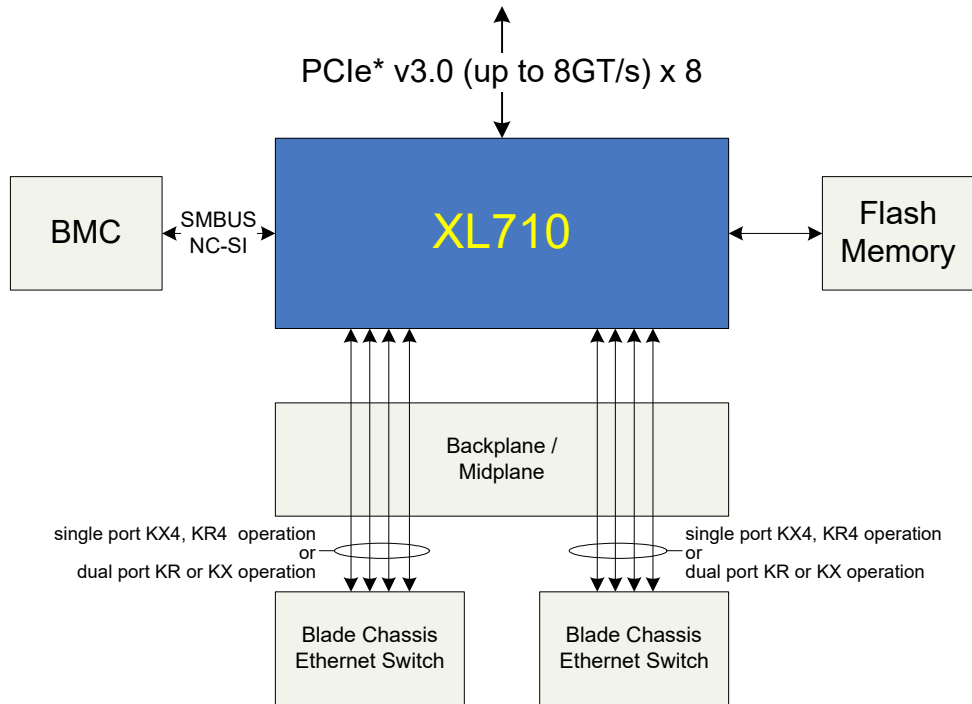 PCIe* v3.0 (up to 8GT/s) x 8
BMC
SMBUS
NC-SI
XL710
Flash
Memory
Backplane /
Midplane
single port KX4, KR4 operation
or
dual port KR or KX operation
single port KX4, KR4 operation
or
dual port KR or KX operation
Blade Chassis
Ethernet Switch
Blade Chassis
Ethernet Switch